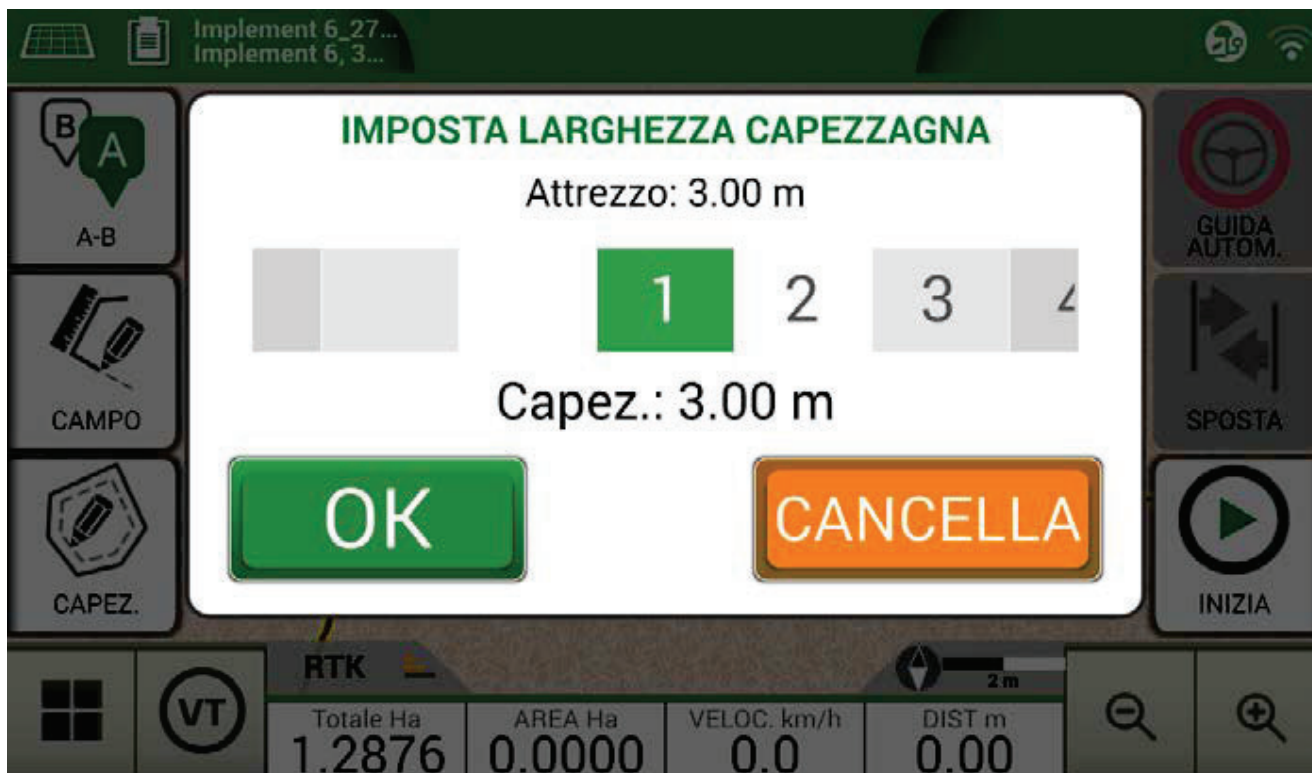 Implement 6_27...
Implement 6, 3...
IMPOSTA LARGHEZZA CAPEZZAGNA
Attrezzo: 3.00 m
1 2 3 4
Capez.: 3.00 m
OK
CANCELLA
B
A
A-B
CAMPO
CAPEZ.
GUIDA
AUTOM.
SPOSTA
INIZIA
RTK
2 m
VT
Totale Ha
1.2876
AREA Ha
0.0000
VELOC. km/h
0.0
DIST m
0.00